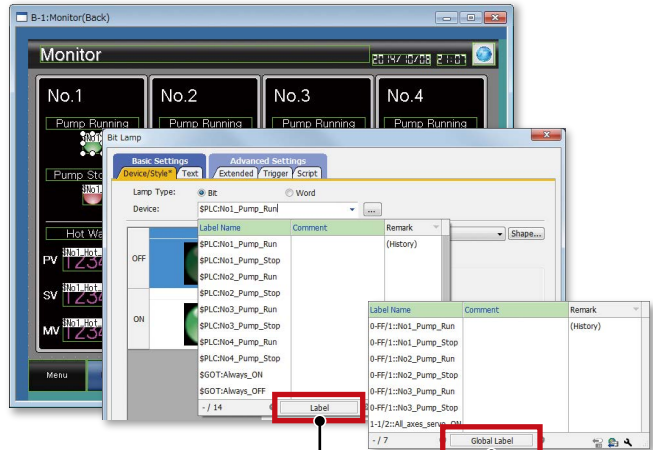 B-1:Monitor(Back)
Monitor
2014/10/08 21:07
No.1
No.2
No.3
No.4
Pump Running
Pump Running
Pump Running
Pump Running
Bit Lamp
Basic Settings
Advanced Settings
Device/Style*
Text
Extended
Trigger
Script
Pump Sto
Lamp Type:
Bit
Word
Device:
$PLC:No1_Pump_Run
...
Label Name
Comment
Remark
Shape...
Hot Wa
$PLC:No1_Pump_Run
(History)
PV
OFF
$PLC:No1_Pump_Stop
$PLC:No2_Pump_Run
$PLC:No2_Pump_Stop
SV
ON
$PLC:No3_Pump_Run
$PLC:No3_Pump_Stop
MV
$PLC:No4_Pump_Run
$PLC:No4_Pump_Stop
Menu
$GOT:Always_ON
$GOT:Always_OFF
- / 14
Label
Label Name
Comment
Remark
0-FF/1::No1_Pump_Run
(History)
0-FF/1::No1_Pump_Stop
0-FF/1::No2_Pump_Run
0-FF/1::No2_Pump_Stop
0-FF/1::No3_Pump_Run
0-FF/1::No3_Pump_Stop
1-1/2::All_axes_servo_ON
- / 7
Global Label